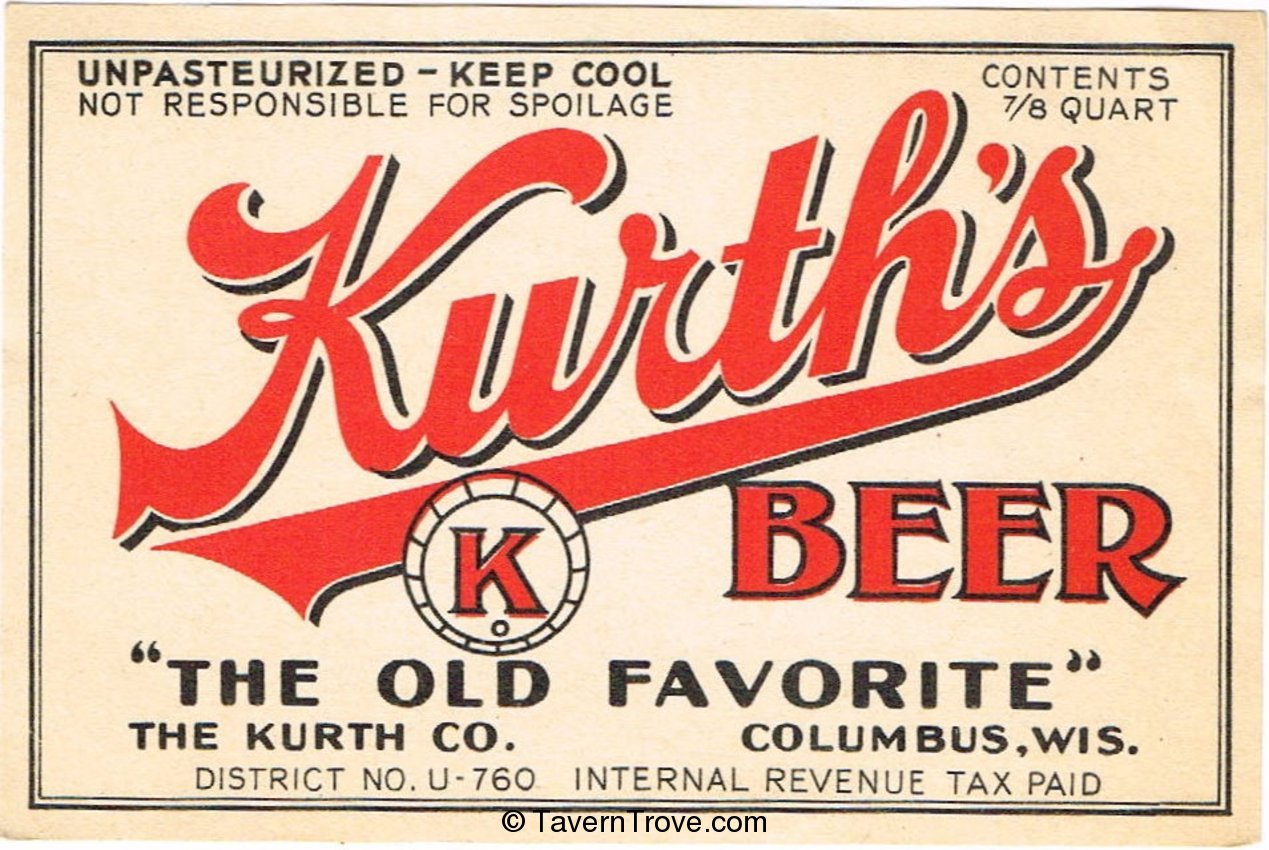 UNPASTEURIZED - KEEP COOL
NOT RESPONSIBLE FOR SPOILAGE
CONTENTS
7/8 QUART
Kurth's
BEER
K
"THE OLD FAVORITE"
THE KURTH CO. COLUMBUS, WIS.
DISTRICT NO. U-760 INTERNAL REVENUE TAX PAID
© TavernTrove.com